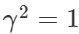 γ² = 1